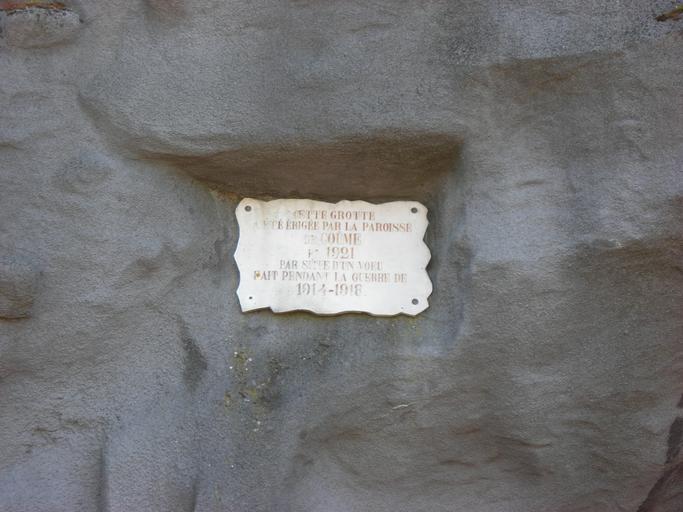 CETTE GROTTE
A ÉTÉ ÉRIGÉE PAR LA PAROISSE
DE COUME
EN 1921
PAR SUITE D'UN VOEU
FAIT PENDANT LA GUERRE DE
1914-1918